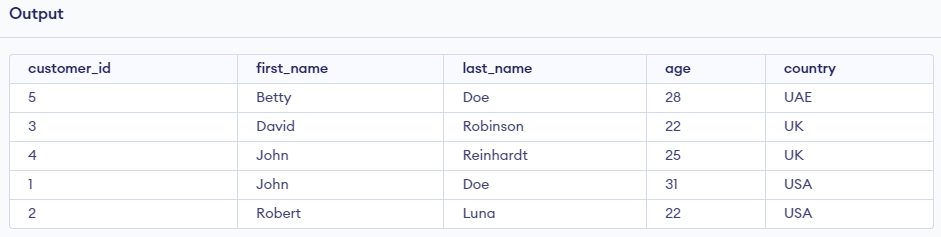 Output
customer_id first_name last_name age country
5 Betty Doe 28 UAE
3 David Robinson 22 UK
4 John Reinhardt 25 UK
1 John Doe 31 USA
2 Robert Luna 22 USA